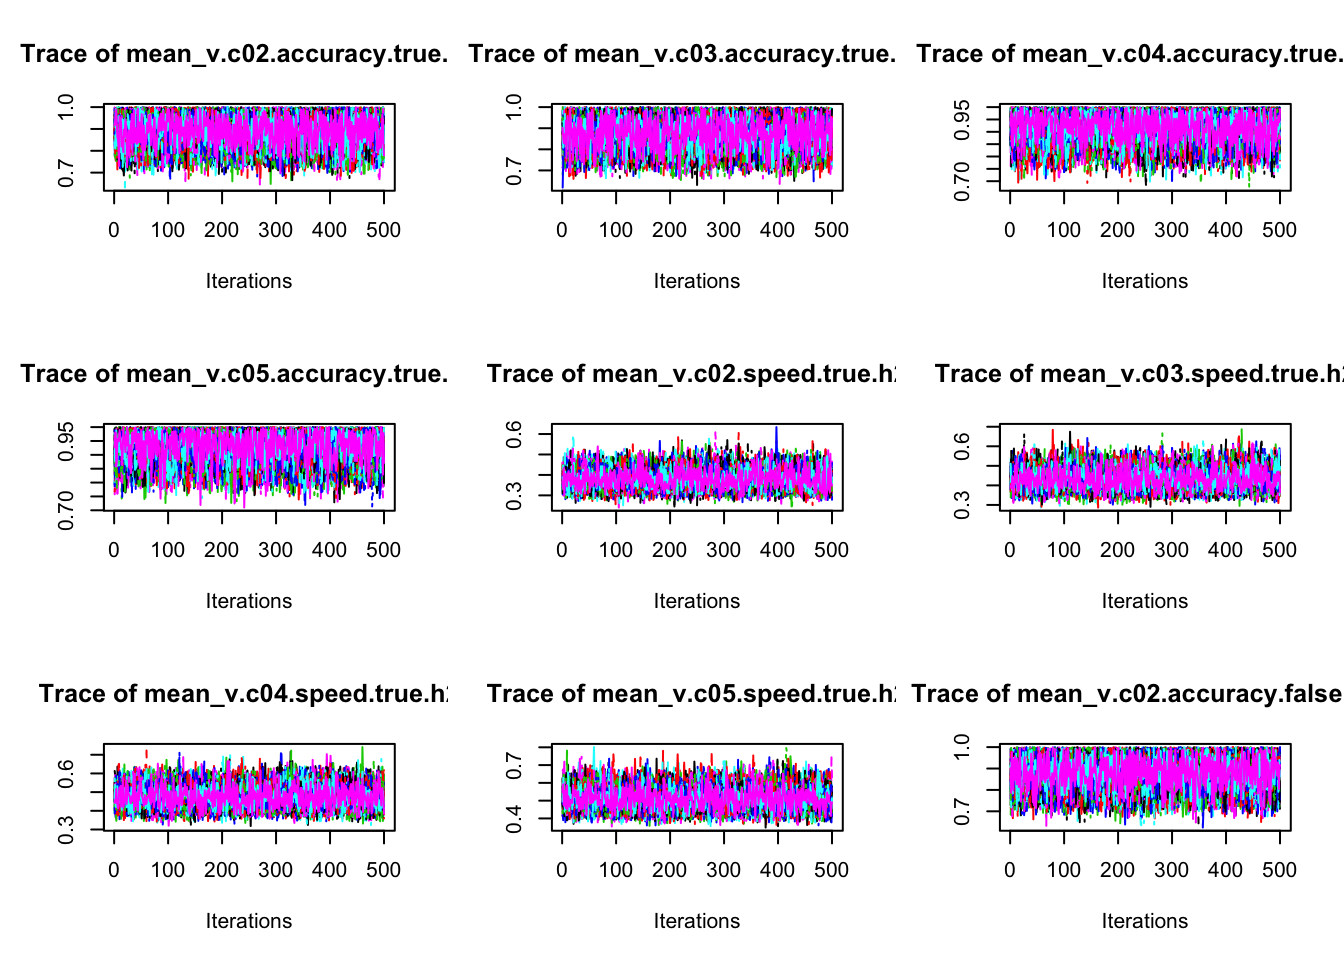 Trace of mean_v.c02.accuracy.true.
1.0
0.7
0 100 200 300 400 500
Iterations
Trace of mean_v.c03.accuracy.true.
1.0
0.7
0 100 200 300 400 500
Iterations
Trace of mean_v.c04.accuracy.true.
0.95
0.70
0 100 200 300 400 500
Iterations
Trace of mean_v.c05.accuracy.true.
0.95
0.70
0 100 200 300 400 500
Iterations
Trace of mean_v.c02.speed.true.h2
0.6
0.3
0 100 200 300 400 500
Iterations
Trace of mean_v.c03.speed.true.h2
0.6
0.3
0 100 200 300 400 500
Iterations
Trace of mean_v.c04.speed.true.h2
0.6
0.3
0 100 200 300 400 500
Iterations
Trace of mean_v.c05.speed.true.h2
0.7
0.4
0 100 200 300 400 500
Iterations
Trace of mean_v.c02.accuracy.false
1.0
0.7
0 100 200 300 400 500
Iterations